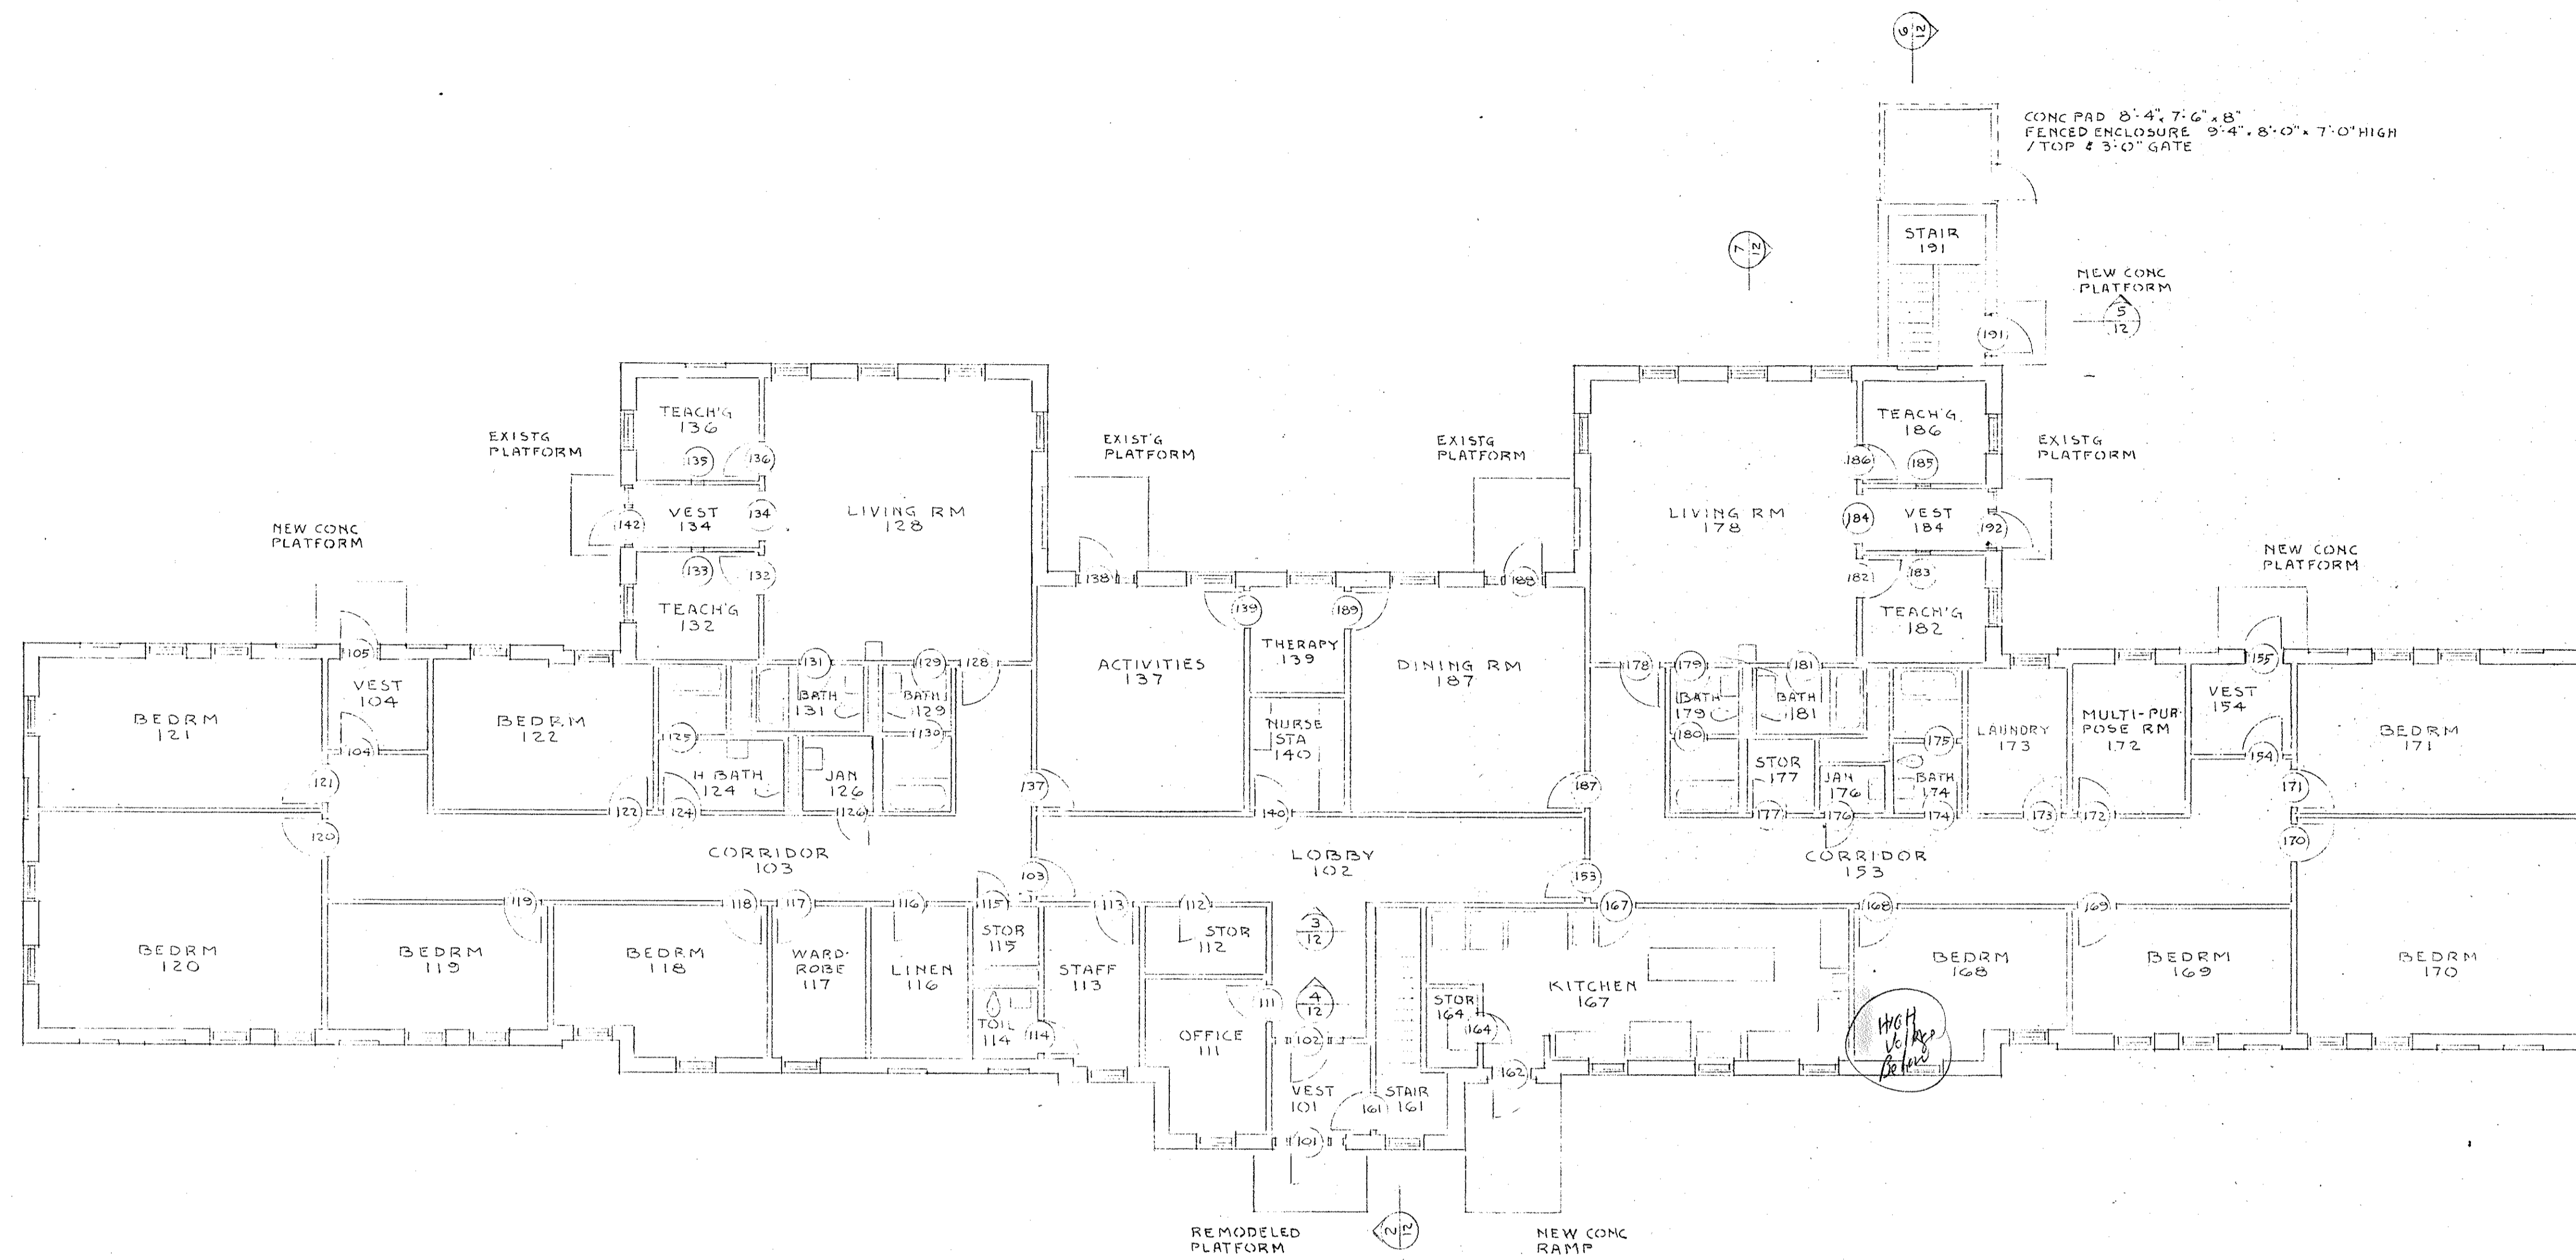 6
12
CONC PAD 8'-4" x 7'-6" x 8"
FENCED ENCLOSURE 9'-4" x 8'-0" x 7'-0" HIGH
/TOP & 3'-0" GATE
7
12
STAIR
191
NEW CONC
PLATFORM
5
12
191
TEACH'G
136
135
136
EXISTG
PLATFORM
VEST
134
134
142
LIVING RM
128
133
132
TEACH'G
132
EXIST'G
PLATFORM
EXISTG
PLATFORM
LIVING RM
178
TEACH'G.
186
186
185
184
VEST
184
192
182
183
TEACH'G
182
EXISTG
PLATFORM
NEW CONC
PLATFORM
NEW CONC
PLATFORM
138
188
139
189
105
VEST
104
104
BEDRM
121
121
BEDRM
122
122
125
H BATH
124
124
131
BATH
131
129
BATH
129
130
128
JAN
126
126
ACTIVITIES
137
137
THERAPY
139
NURSE
STA
140
140
DINING RM
187
187
178
179
BATH
179
180
181
BATH
181
STOR
177
177
JAN
176
176
175
BATH
174
174
LAUNDRY
173
173
MULTI-PUR-
POSE RM
172
172
155
VEST
154
154
BEDRM
171
171
120
CORRIDOR
103
103
LOBBY
102
153
CORRIDOR
153
170
BEDRM
120
119
BEDRM
119
118
BEDRM
118
117
WARD-
ROBE
117
116
LINEN
116
115
STOR
115
TOIL
114
114
113
STAFF
113
112
STOR
112
111
OFFICE
111
3
12
4
12
102
VEST
101
101
161
STAIR
161
167
KITCHEN
167
STOR
164
164
162
168
BEDRM
168
169
BEDRM
169
BEDRM
170
HIGH
Voltage
Below
REMODELED
PLATFORM
2
12
NEW CONC
RAMP